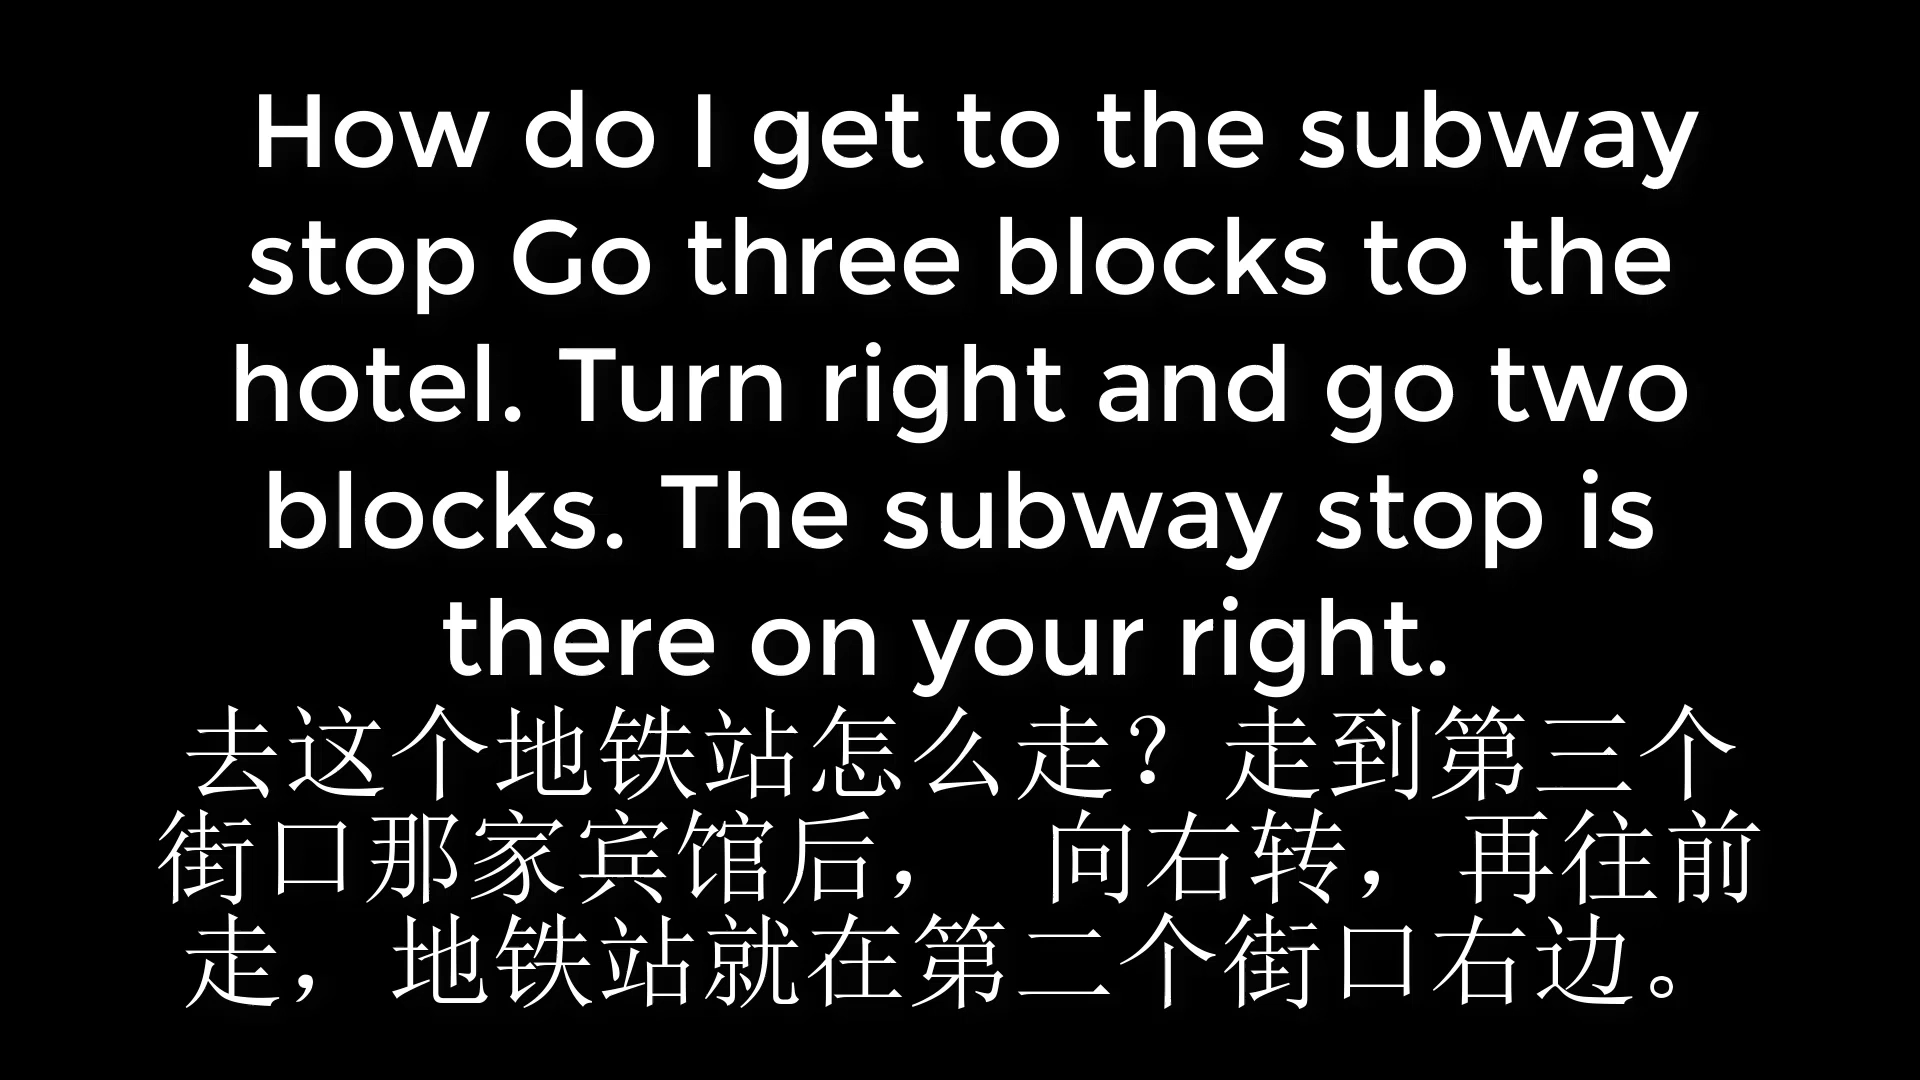 How do I get to the subway
stop Go three blocks to the
hotel. Turn right and go two
blocks. The subway stop is
there on your right.
去这个地铁站怎么走？走到第三个
街口那家宾馆后， 向右转，再往前
走，地铁站就在第二个街口右边。